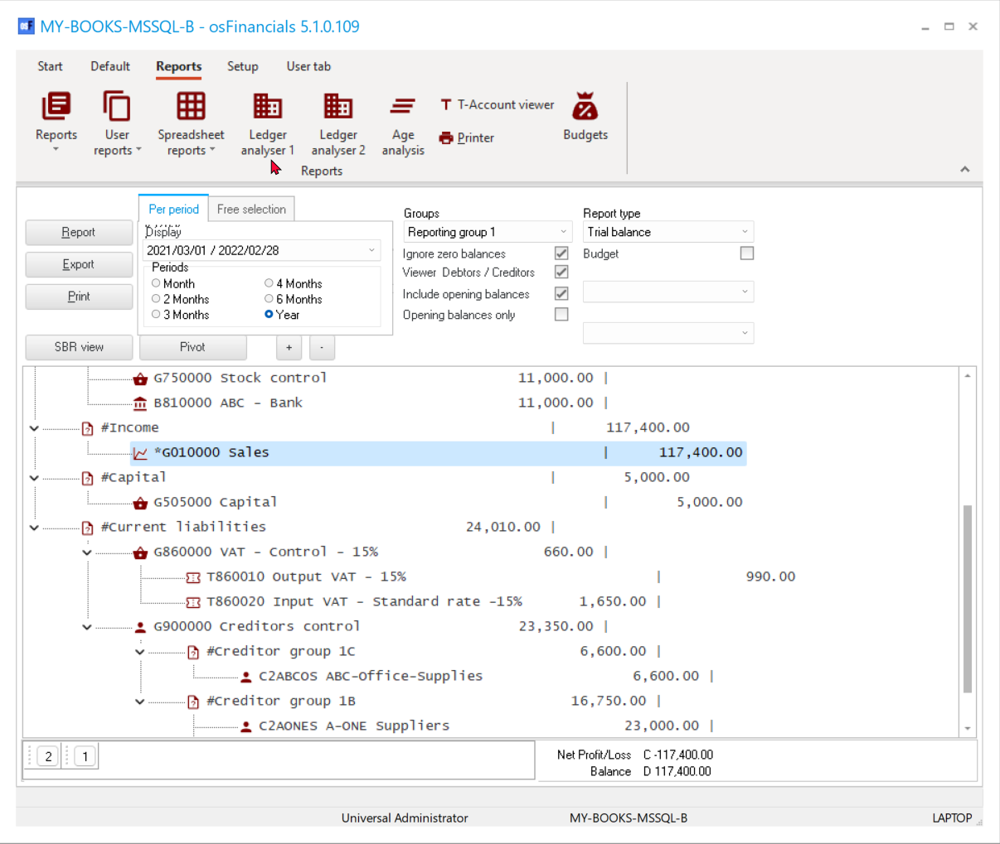 MY-BOOKS-MSSQL-B - osFinancials 5.1.0.109
Start Default Reports Setup User tab
Reports
User reports
Spreadsheet reports
Ledger analyser 1
Ledger analyser 2
Age analysis
T-Account viewer
Printer
Budgets
Reports
Per period Free selection
Report
Export
Print
Display
2021/03/01 / 2022/02/28
Periods
Month 4 Months
2 Months 6 Months
3 Months Year
Groups
Reporting group 1
Ignore zero balances
Viewer Debtors / Creditors
Include opening balances
Opening balances only
Report type
Trial balance
Budget
SBR view Pivot + -
G750000 Stock control 11,000.00 |
B810000 ABC - Bank 11,000.00 |
#Income | 117,400.00
*G010000 Sales | 117,400.00
#Capital | 5,000.00
G505000 Capital | 5,000.00
#Current liabilities 24,010.00 |
G860000 VAT - Control - 15% 660.00 |
T860010 Output VAT - 15% | 990.00
T860020 Input VAT - Standard rate -15% 1,650.00 |
G900000 Creditors control 23,350.00 |
#Creditor group 1C 6,600.00 |
C2ABCOS ABC-Office-Supplies 6,600.00 |
#Creditor group 1B 16,750.00 |
C2AONES A-ONE Suppliers 23,000.00 |
2 1
Net Profit/Loss C -117,400.00
Balance D 117,400.00
Universal Administrator MY-BOOKS-MSSQL-B LAPTOP